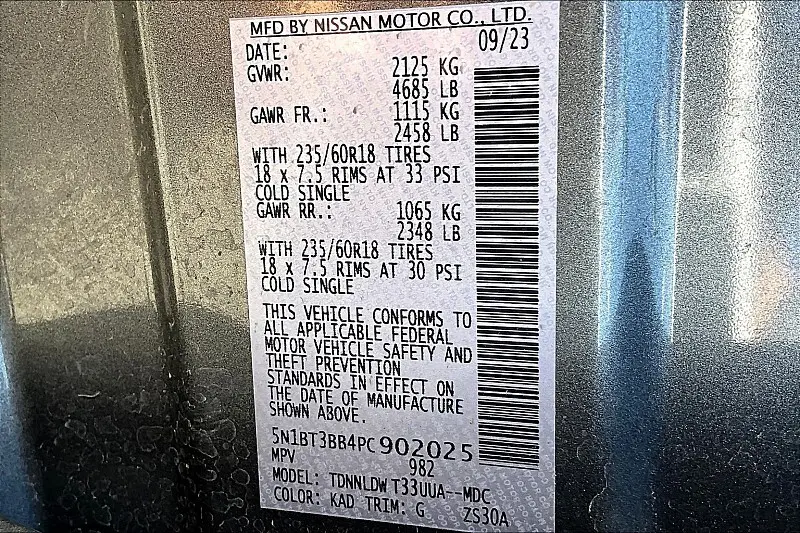 MFD BY NISSAN MOTOR CO., LTD.
DATE: 09/23
GVWR: 2125 KG
4685 LB
GAWR FR.: 1115 KG
2458 LB
WITH 235/60R18 TIRES
18 x 7.5 RIMS AT 33 PSI
COLD SINGLE
GAWR RR.: 1065 KG
2348 LB
WITH 235/60R18 TIRES
18 x 7.5 RIMS AT 30 PSI
COLD SINGLE
THIS VEHICLE CONFORMS TO
ALL APPLICABLE FEDERAL
MOTOR VEHICLE SAFETY AND
THEFT PREVENTION
STANDARDS IN EFFECT ON
THE DATE OF MANUFACTURE
SHOWN ABOVE.
5N1BT3BB4PC902025
MPV 982
MODEL: TDNNLDW T33UUA--MDC
COLOR: KAD TRIM: G ZS30A